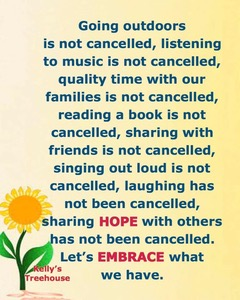 Going outdoors
is not cancelled, listening
to music is not cancelled,
quality time with our
families is not cancelled,
reading a book is not
cancelled, sharing with
friends is not cancelled,
singing out loud is not
cancelled, laughing has
not been cancelled,
sharing HOPE with others
has not been cancelled.
Let's EMBRACE what
we have.
Kelly's
Treehouse